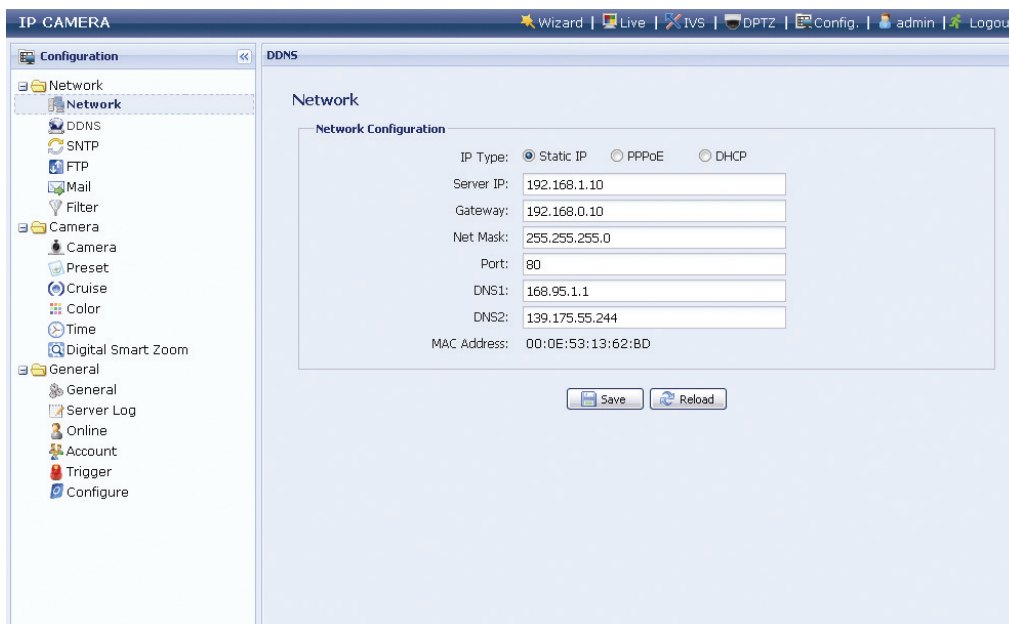 IP CAMERA
Wizard | Live | IVS | DPTZ | Config. | admin | Logou
Configuration
DDNS
Network
Network
DDNS
SNTP
FTP
Mail
Filter
Camera
Camera
Preset
Cruise
Color
Time
Digital Smart Zoom
General
General
Server Log
Online
Account
Trigger
Configure
Network
Network Configuration
IP Type: Static IP PPPoE DHCP
Server IP: 192.168.1.10
Gateway: 192.168.0.10
Net Mask: 255.255.255.0
Port: 80
DNS1: 168.95.1.1
DNS2: 139.175.55.244
MAC Address: 00:0E:53:13:62:BD
Save Reload